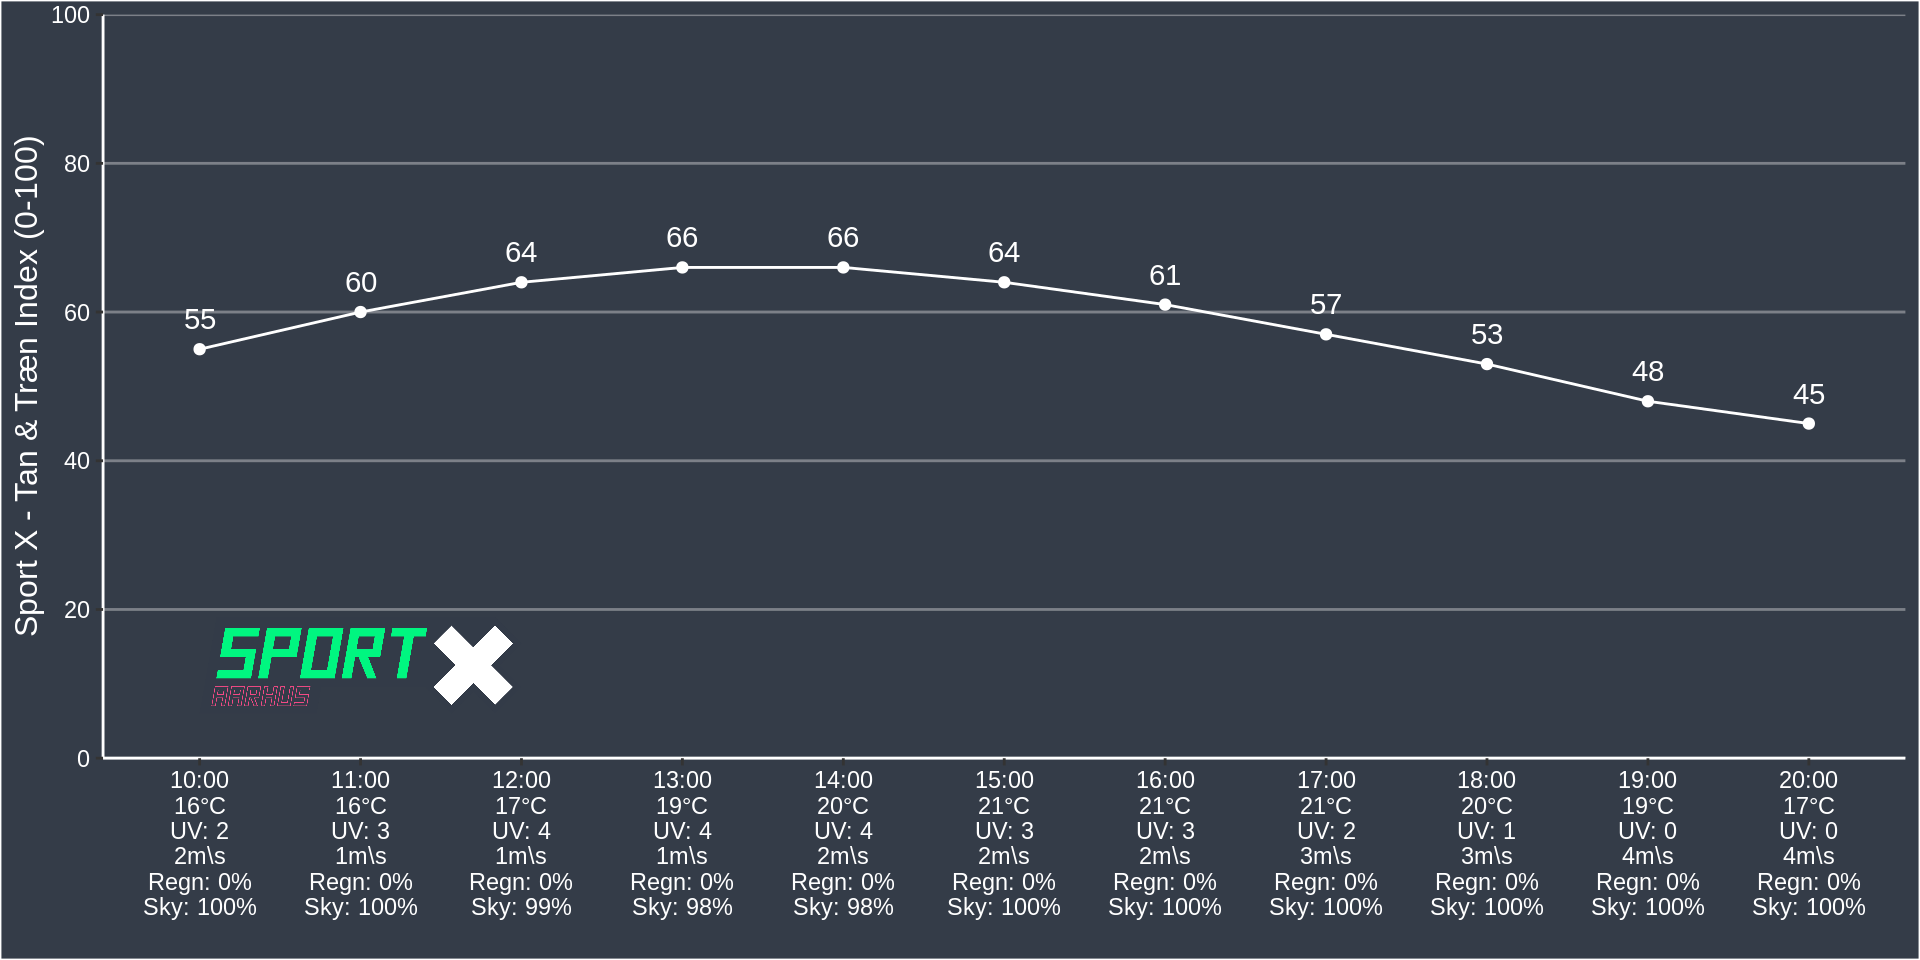 Sport X - Tan & Træn Index (0-100)
100
80
60
40
20
0
55
60
64
66
66
64
61
57
53
48
45
SPORT X
AARHUS
10:00 11:00 12:00 13:00 14:00 15:00 16:00 17:00 18:00 19:00 20:00
16°C 16°C 17°C 19°C 20°C 21°C 21°C 21°C 20°C 19°C 17°C
UV: 2 UV: 3 UV: 4 UV: 4 UV: 4 UV: 3 UV: 3 UV: 2 UV: 1 UV: 0 UV: 0
2m\s 1m\s 1m\s 1m\s 2m\s 2m\s 2m\s 3m\s 3m\s 4m\s 4m\s
Regn: 0% Regn: 0% Regn: 0% Regn: 0% Regn: 0% Regn: 0% Regn: 0% Regn: 0% Regn: 0% Regn: 0% Regn: 0%
Sky: 100% Sky: 100% Sky: 99% Sky: 98% Sky: 98% Sky: 100% Sky: 100% Sky: 100% Sky: 100% Sky: 100% Sky: 100%